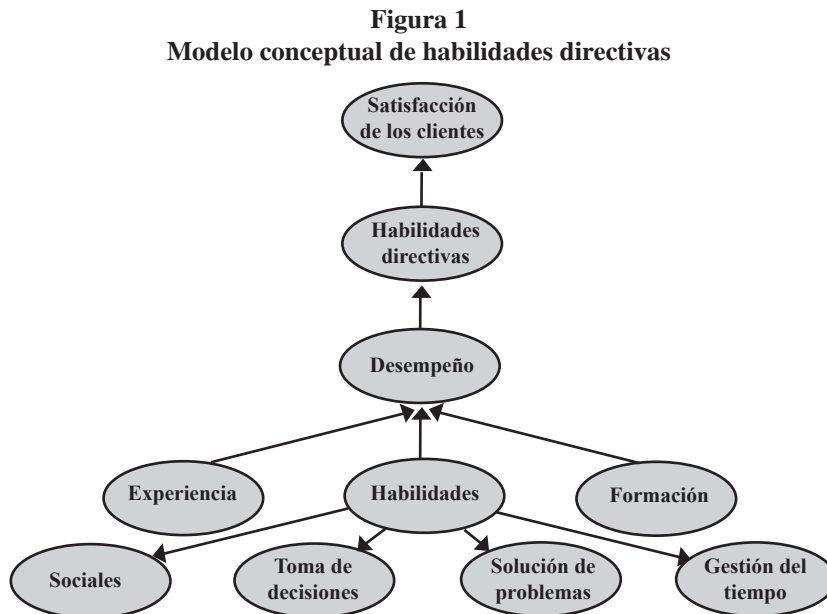 Figura 1
Modelo conceptual de habilidades directivas
Satisfacción
de los clientes
Habilidades
directivas
Desempeño
Experiencia
Habilidades
Formación
Sociales
Toma de
decisiones
Solución de
problemas
Gestión del
tiempo